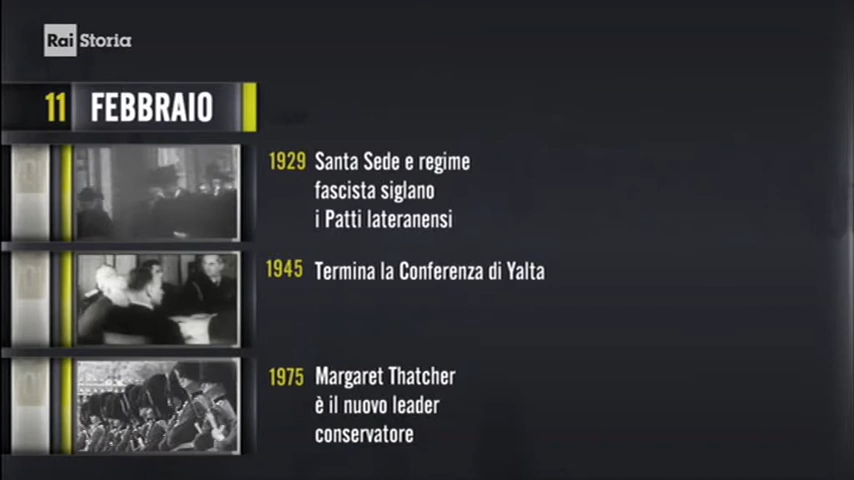 Rai Storia
11 FEBBRAIO
1929 Santa Sede e regime
fascista siglano
i Patti lateranensi
1945 Termina la Conferenza di Yalta
1975 Margaret Thatcher
è il nuovo leader
conservatore